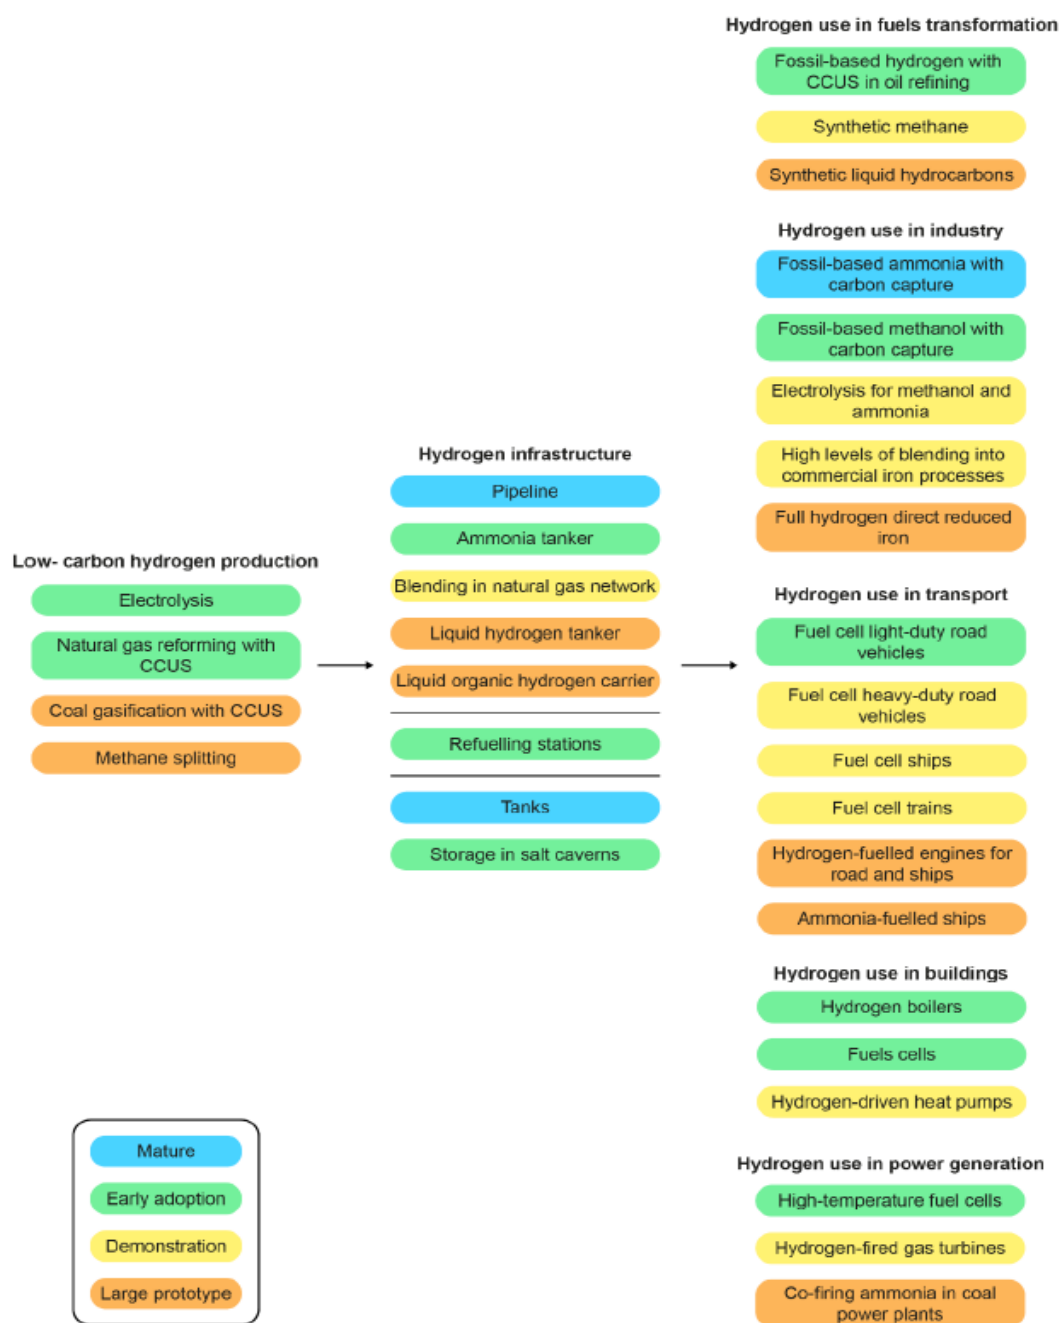 Hydrogen use in fuels transformation
Fossil-based hydrogen with
CCUS in oil refining
Synthetic methane
Synthetic liquid hydrocarbons
Hydrogen use in industry
Fossil-based ammonia with
carbon capture
Fossil-based methanol with
carbon capture
Electrolysis for methanol and
ammonia
High levels of blending into
commercial iron processes
Full hydrogen direct reduced
iron
Hydrogen infrastructure
Pipeline
Ammonia tanker
Blending in natural gas network
Liquid hydrogen tanker
Liquid organic hydrogen carrier
Refuelling stations
Tanks
Storage in salt caverns
Low- carbon hydrogen production
Electrolysis
Natural gas reforming with
CCUS
Coal gasification with CCUS
Methane splitting
Hydrogen use in transport
Fuel cell light-duty road
vehicles
Fuel cell heavy-duty road
vehicles
Fuel cell ships
Fuel cell trains
Hydrogen-fuelled engines for
road and ships
Ammonia-fuelled ships
Hydrogen use in buildings
Hydrogen boilers
Fuels cells
Hydrogen-driven heat pumps
Hydrogen use in power generation
High-temperature fuel cells
Hydrogen-fired gas turbines
Co-firing ammonia in coal
power plants
Mature
Early adoption
Demonstration
Large prototype